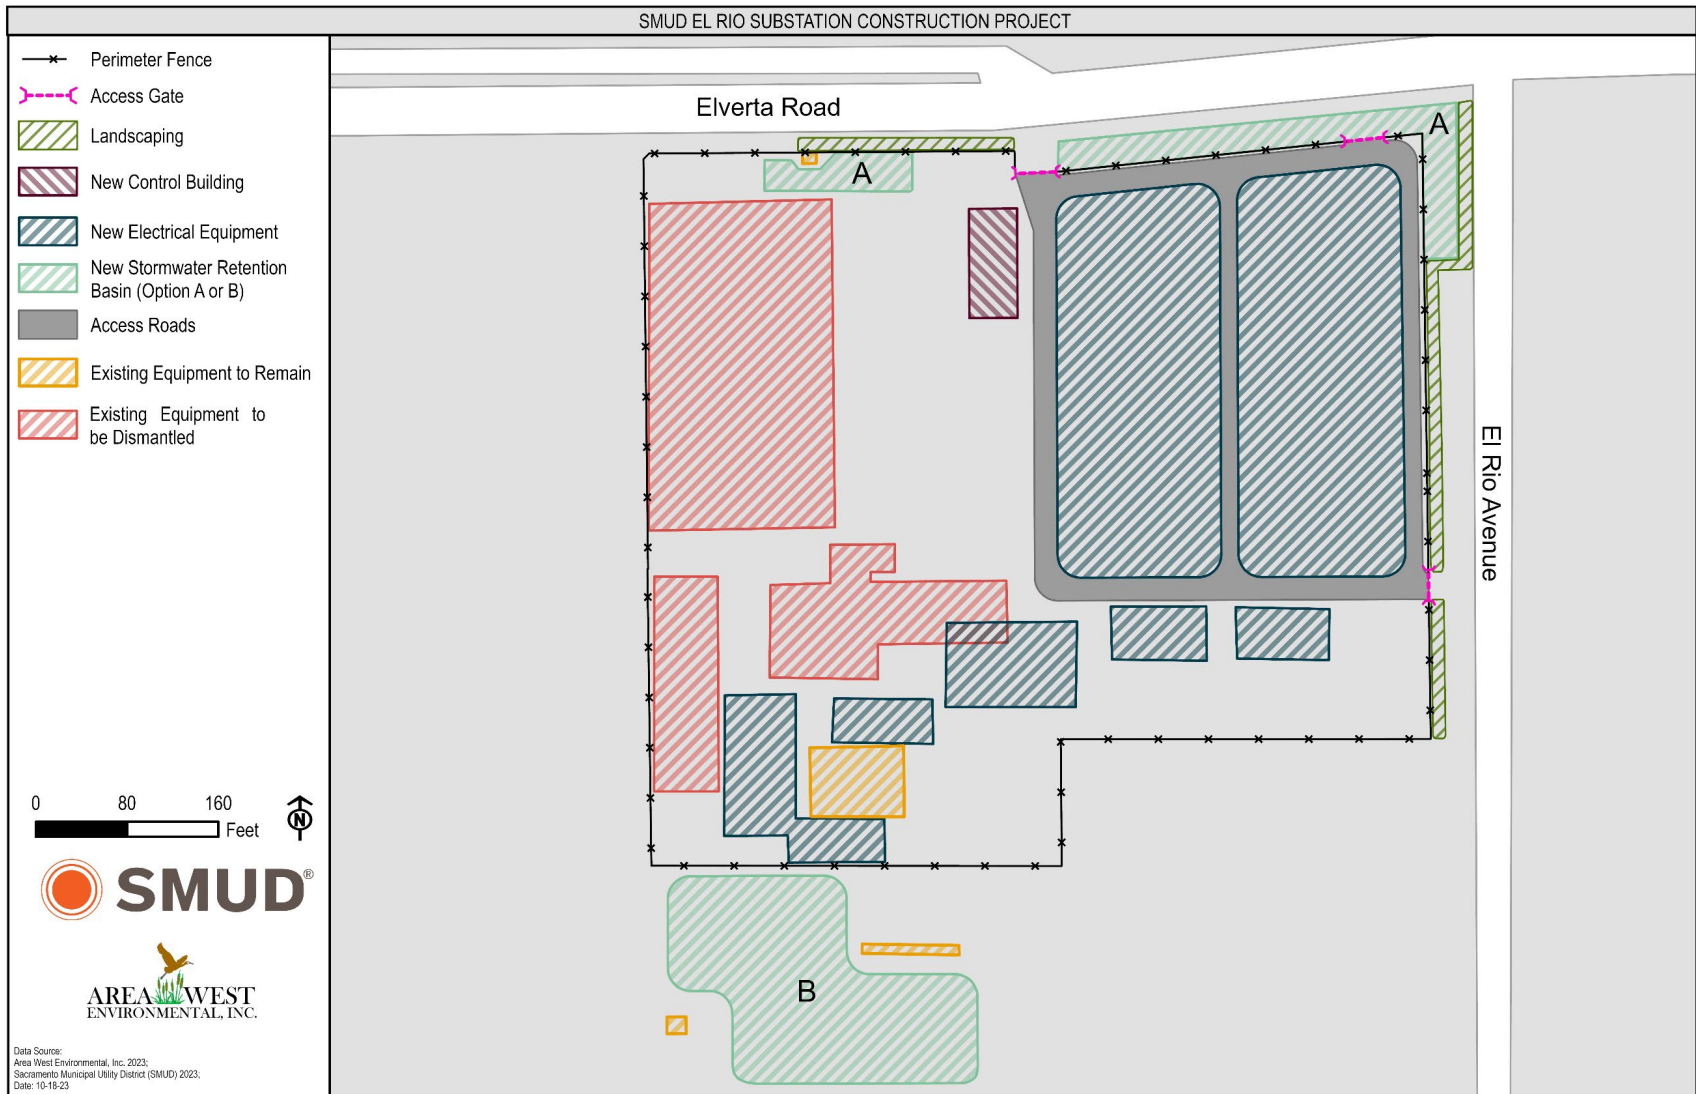 SMUD EL RIO SUBSTATION CONSTRUCTION PROJECT
Perimeter Fence
Access Gate
Landscaping
New Control Building
New Electrical Equipment
New Stormwater Retention
Basin (Option A or B)
Access Roads
Existing Equipment to Remain
Existing Equipment to
be Dismantled
0 80 160
Feet
N
SMUD®
AREA WEST
ENVIRONMENTAL, INC.
Data Source:
Area West Environmental, Inc. 2023;
Sacramento Municipal Utility District (SMUD) 2023;
Date: 10-18-23
Elverta Road
A
A
El Rio Avenue
B